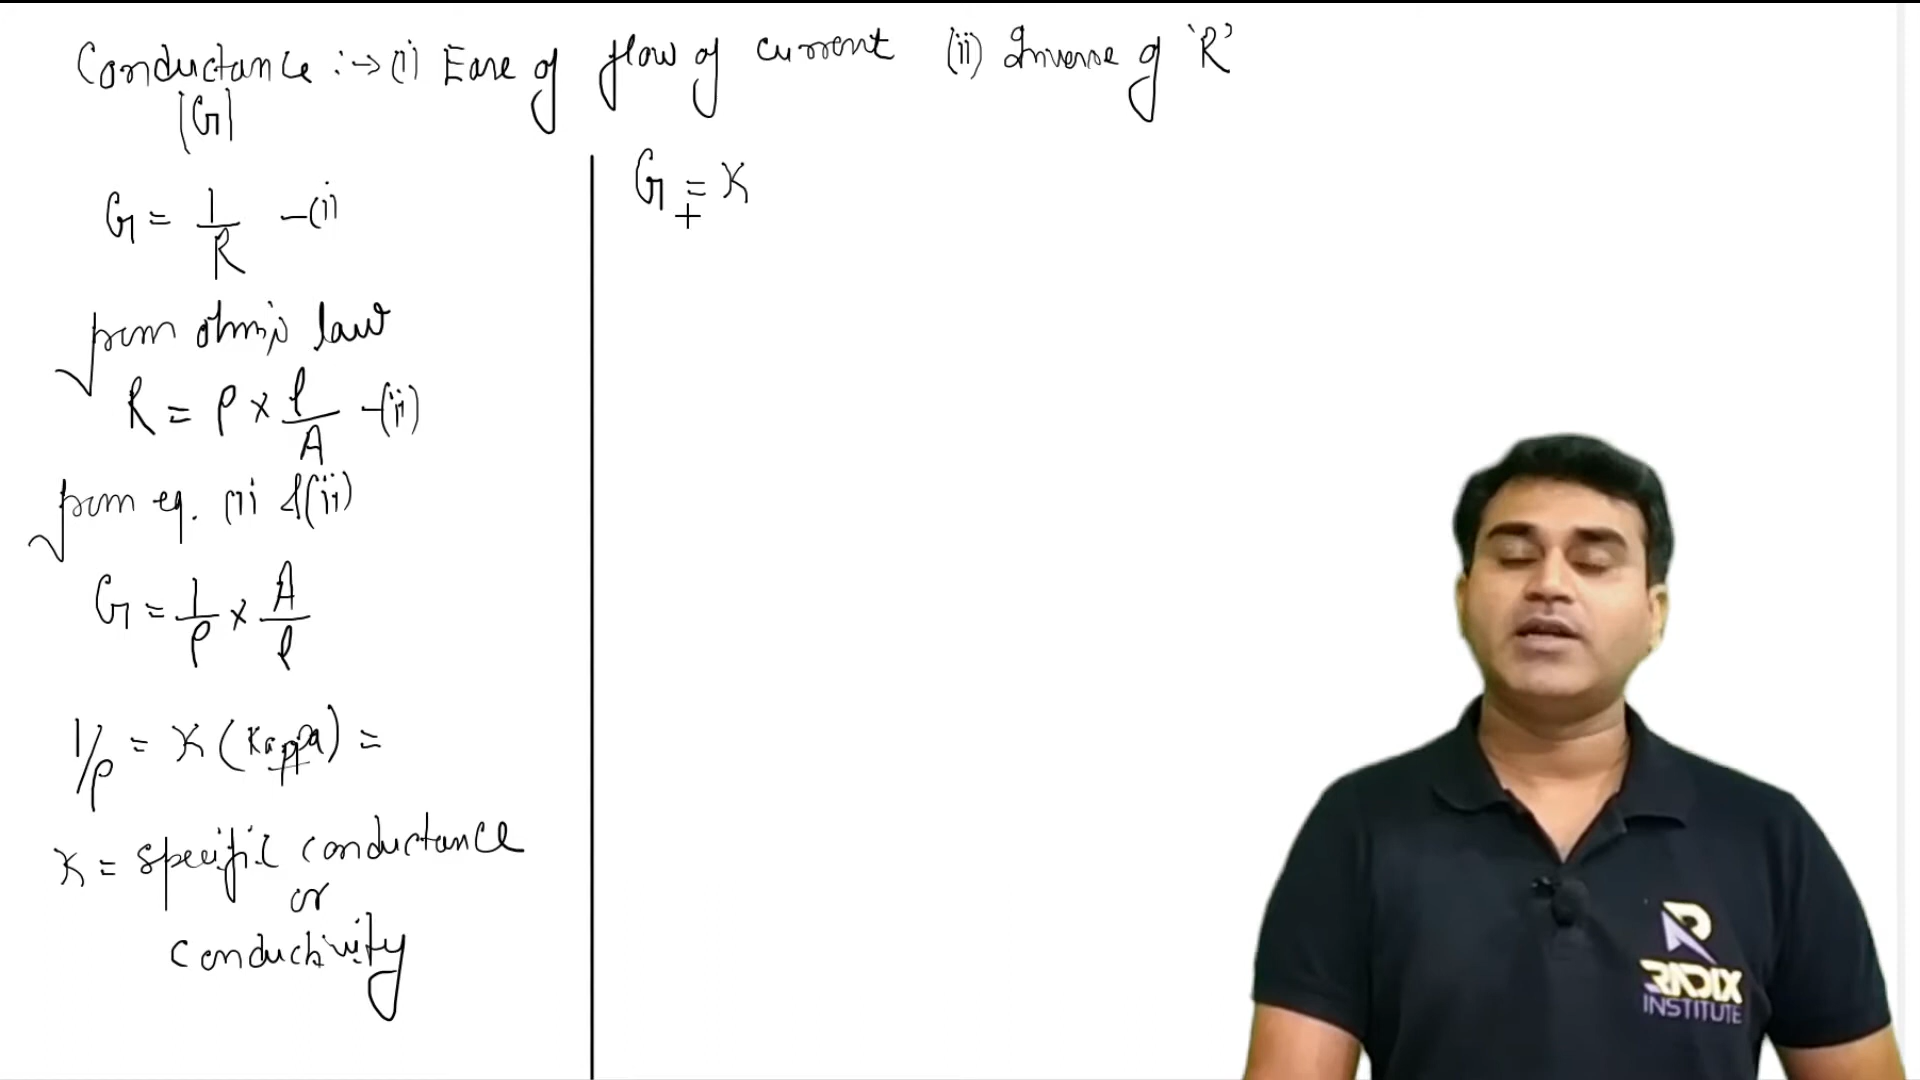 Conductance :→ (i) Ease of flow of current (ii) Inverse of 'R'
[G]
G = 1/R –(i)
from ohm's law
R = ρ × l/A –(ii)
from eq. (i) & (ii)
G = 1/ρ × A/l
1/ρ = K (Kappa) =
K = specific conductance
or
conductivity
G = K
RADIX
INSTITUTE